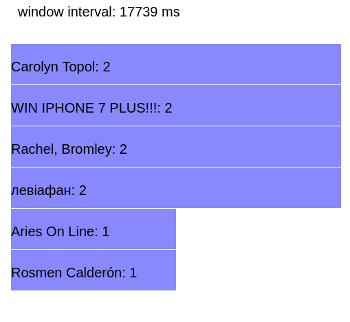 window interval: 17739 ms
Carolyn Topol: 2
WIN IPHONE 7 PLUS!!!: 2
Rachel, Bromley: 2
левіафан: 2
Aries On Line: 1
Rosmen Calderón: 1